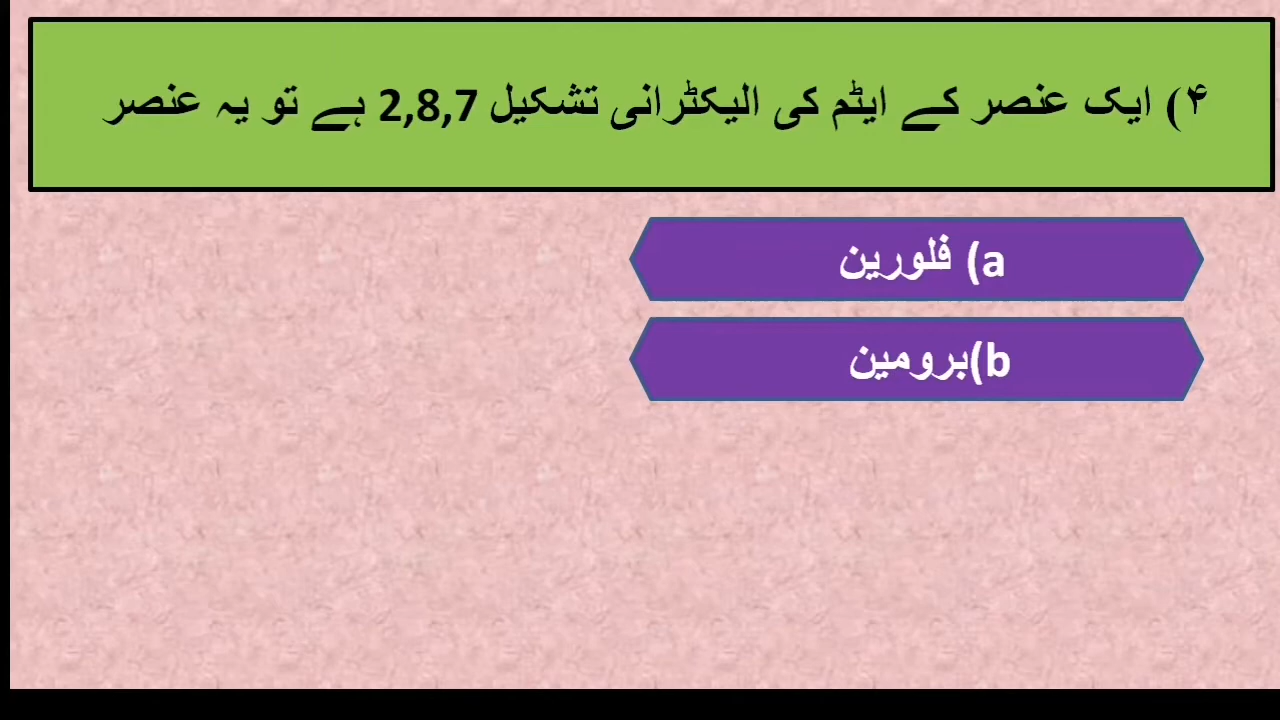 ۴) ایک عنصر کے ایٹم کی الیکٹرانی تشکیل 2,8,7 ہے تو یہ عنصر
a) فلورین
b)برومین